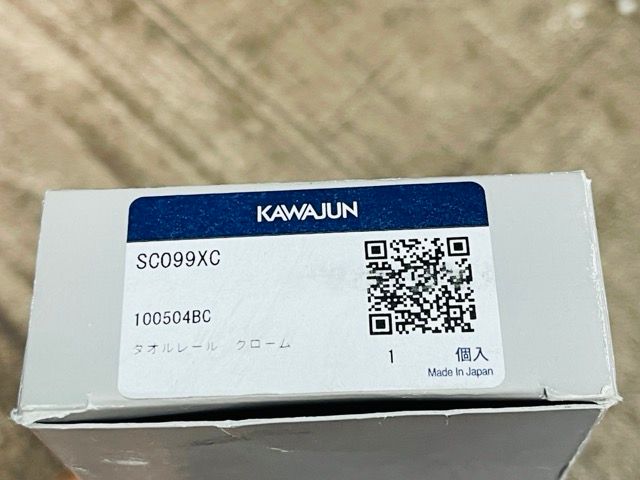 KAWAJUN
SC099XC
100504BC
タオルレール クローム
1 個入
Made In Japan